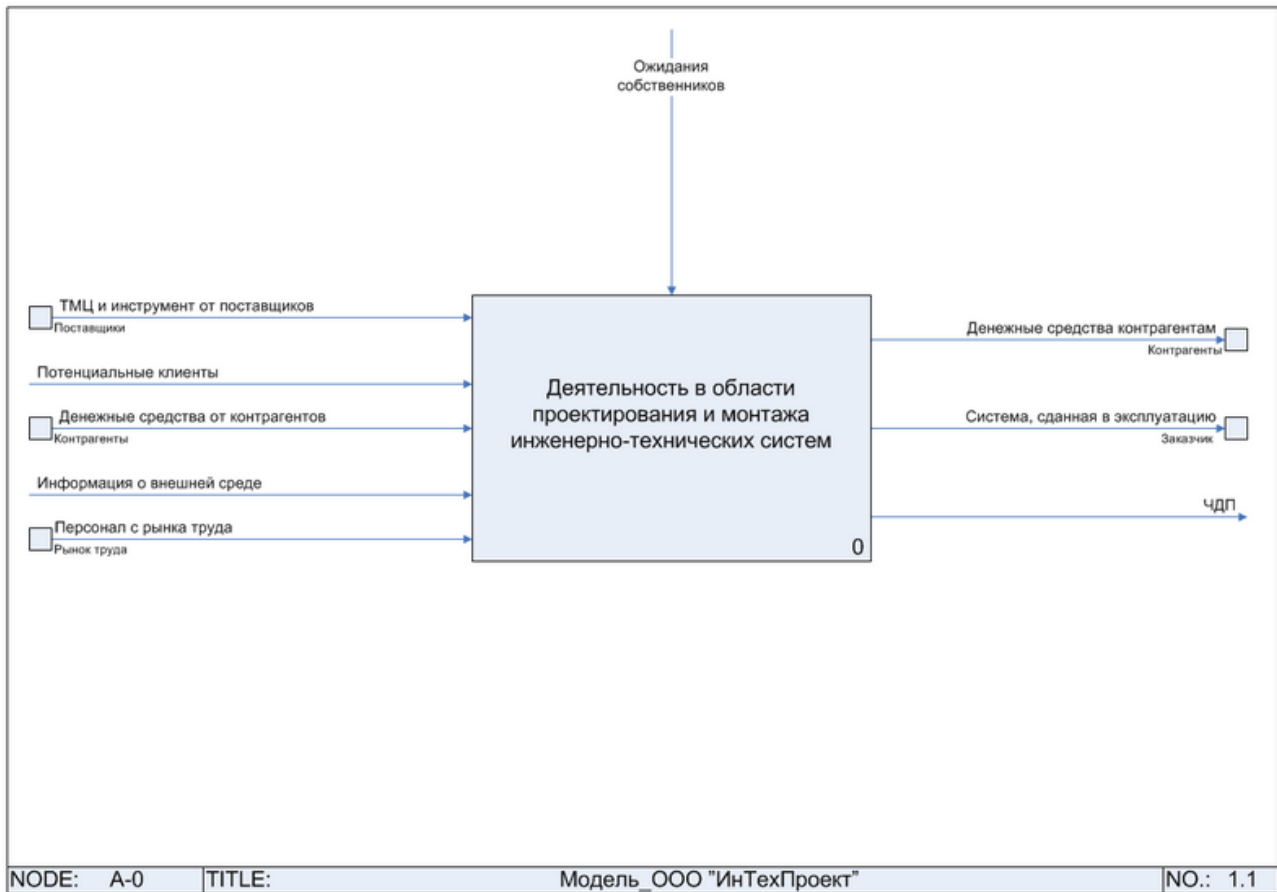 Ожидания
собственников
ТМЦ и инструмент от поставщиков
Поставщики
Потенциальные клиенты
Денежные средства от контрагентов
Контрагенты
Информация о внешней среде
Персонал с рынка труда
Рынок труда
Деятельность в области
проектирования и монтажа
инженерно-технических систем
0
Денежные средства контрагентам
Контрагенты
Система, сданная в эксплуатацию
Заказчик
ЧДП
NODE: A-0 TITLE: Модель_ООО "ИнТехПроект" NO.: 1.1